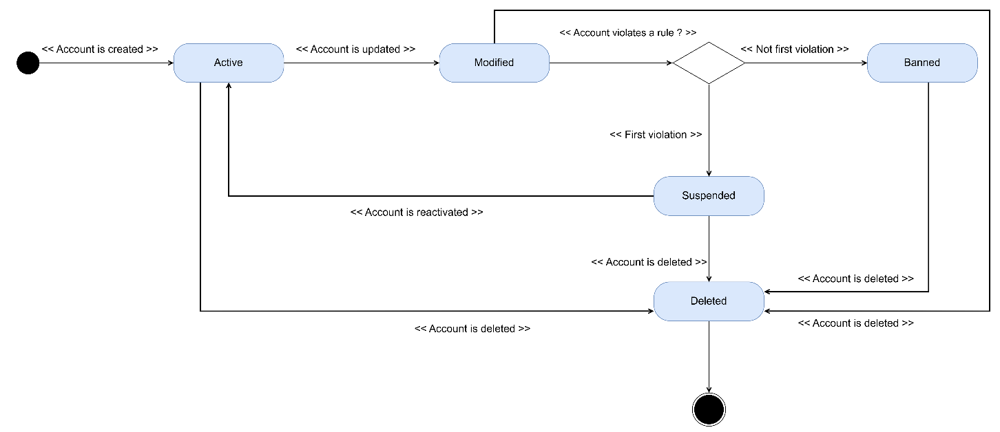 << Account violates a rule ? >>
<< Account is created >>
<< Account is updated >>
<< Not first violation >>
Active
Modified
Banned
<< First violation >>
Suspended
<< Account is reactivated >>
<< Account is deleted >>
<< Account is deleted >>
Deleted
<< Account is deleted >>
<< Account is deleted >>